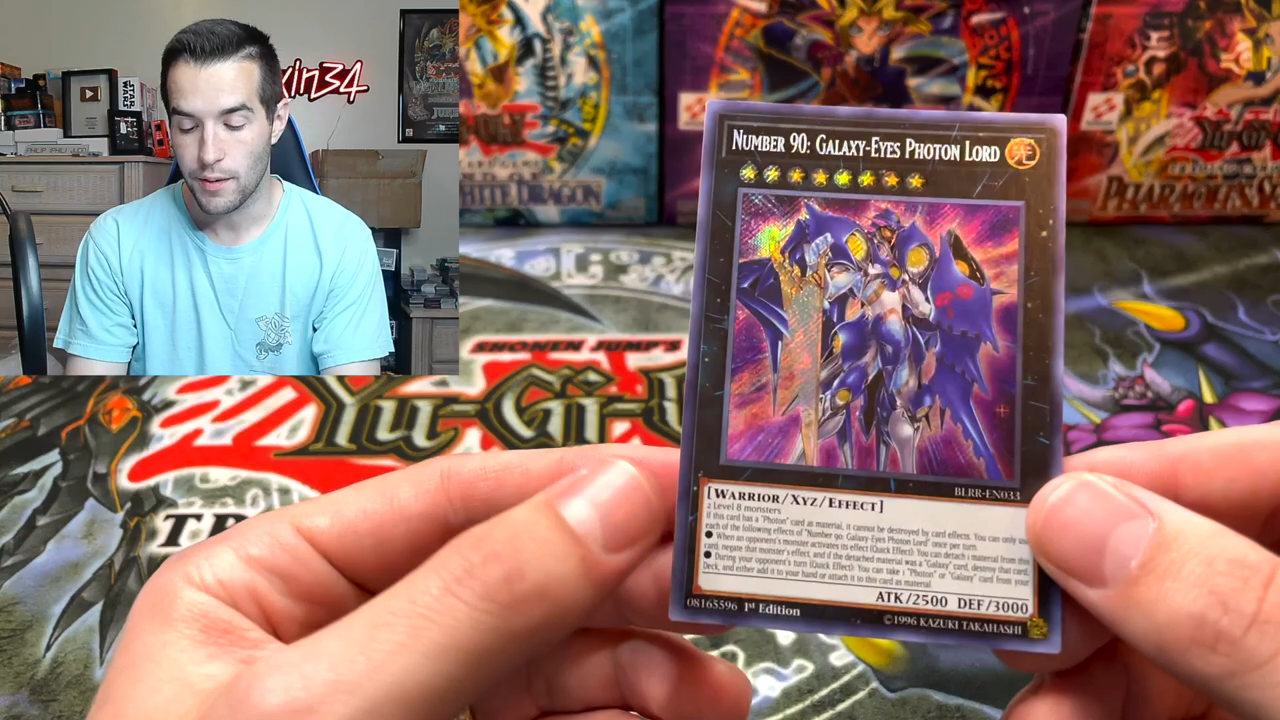 xin34
STAR WARS
WHITE DRAGON
YU-GI-
PHARAOH'S
SHONEN JUMP'S
Yu-Gi-
NUMBER 90: GALAXY-EYES PHOTON LORD
光
BLRR-EN033
[WARRIOR/XYZ/EFFECT]
2 Level 8 monsters
If this card has a "Photon" card as material, it cannot be destroyed by card effects. You can only use
each of the following effects of "Number 90: Galaxy-Eyes Photon Lord" once per turn.
● When an opponent's monster activates its effect (Quick Effect): You can detach 1 material from this
card; negate that monster's effect, and if the detached material was a "Galaxy" card, destroy that card.
● During your opponent's turn (Quick Effect): You can take 1 "Photon" or "Galaxy" card from your
Deck, and either add it to your hand or attach it to this card as material.
ATK/2500 DEF/3000
08165596 1st Edition
©1996 KAZUKI TAKAHASHI